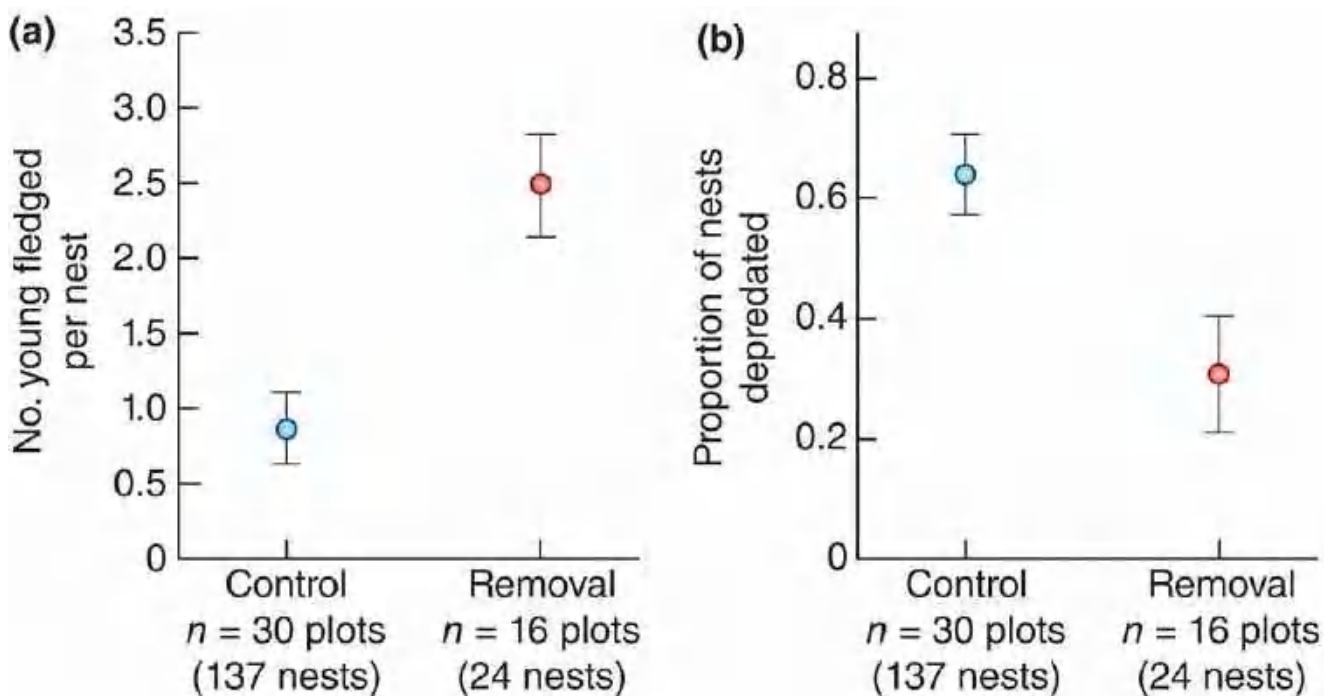 (a)
No. young fledged
per nest
3.5
3.0
2.5
2.0
1.5
1.0
0.5
0
Control
n = 30 plots
(137 nests)
Removal
n = 16 plots
(24 nests)
(b)
Proportion of nests
depredated
0.8
0.6
0.4
0.2
0
Control
n = 30 plots
(137 nests)
Removal
n = 16 plots
(24 nests)